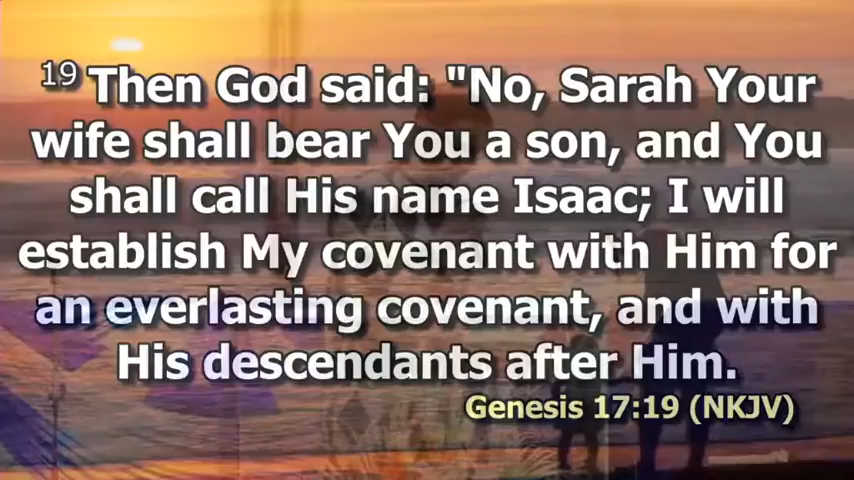 19 Then God said: "No, Sarah Your
wife shall bear You a son, and You
shall call His name Isaac; I will
establish My covenant with Him for
an everlasting covenant, and with
His descendants after Him.
Genesis 17:19 (NKJV)